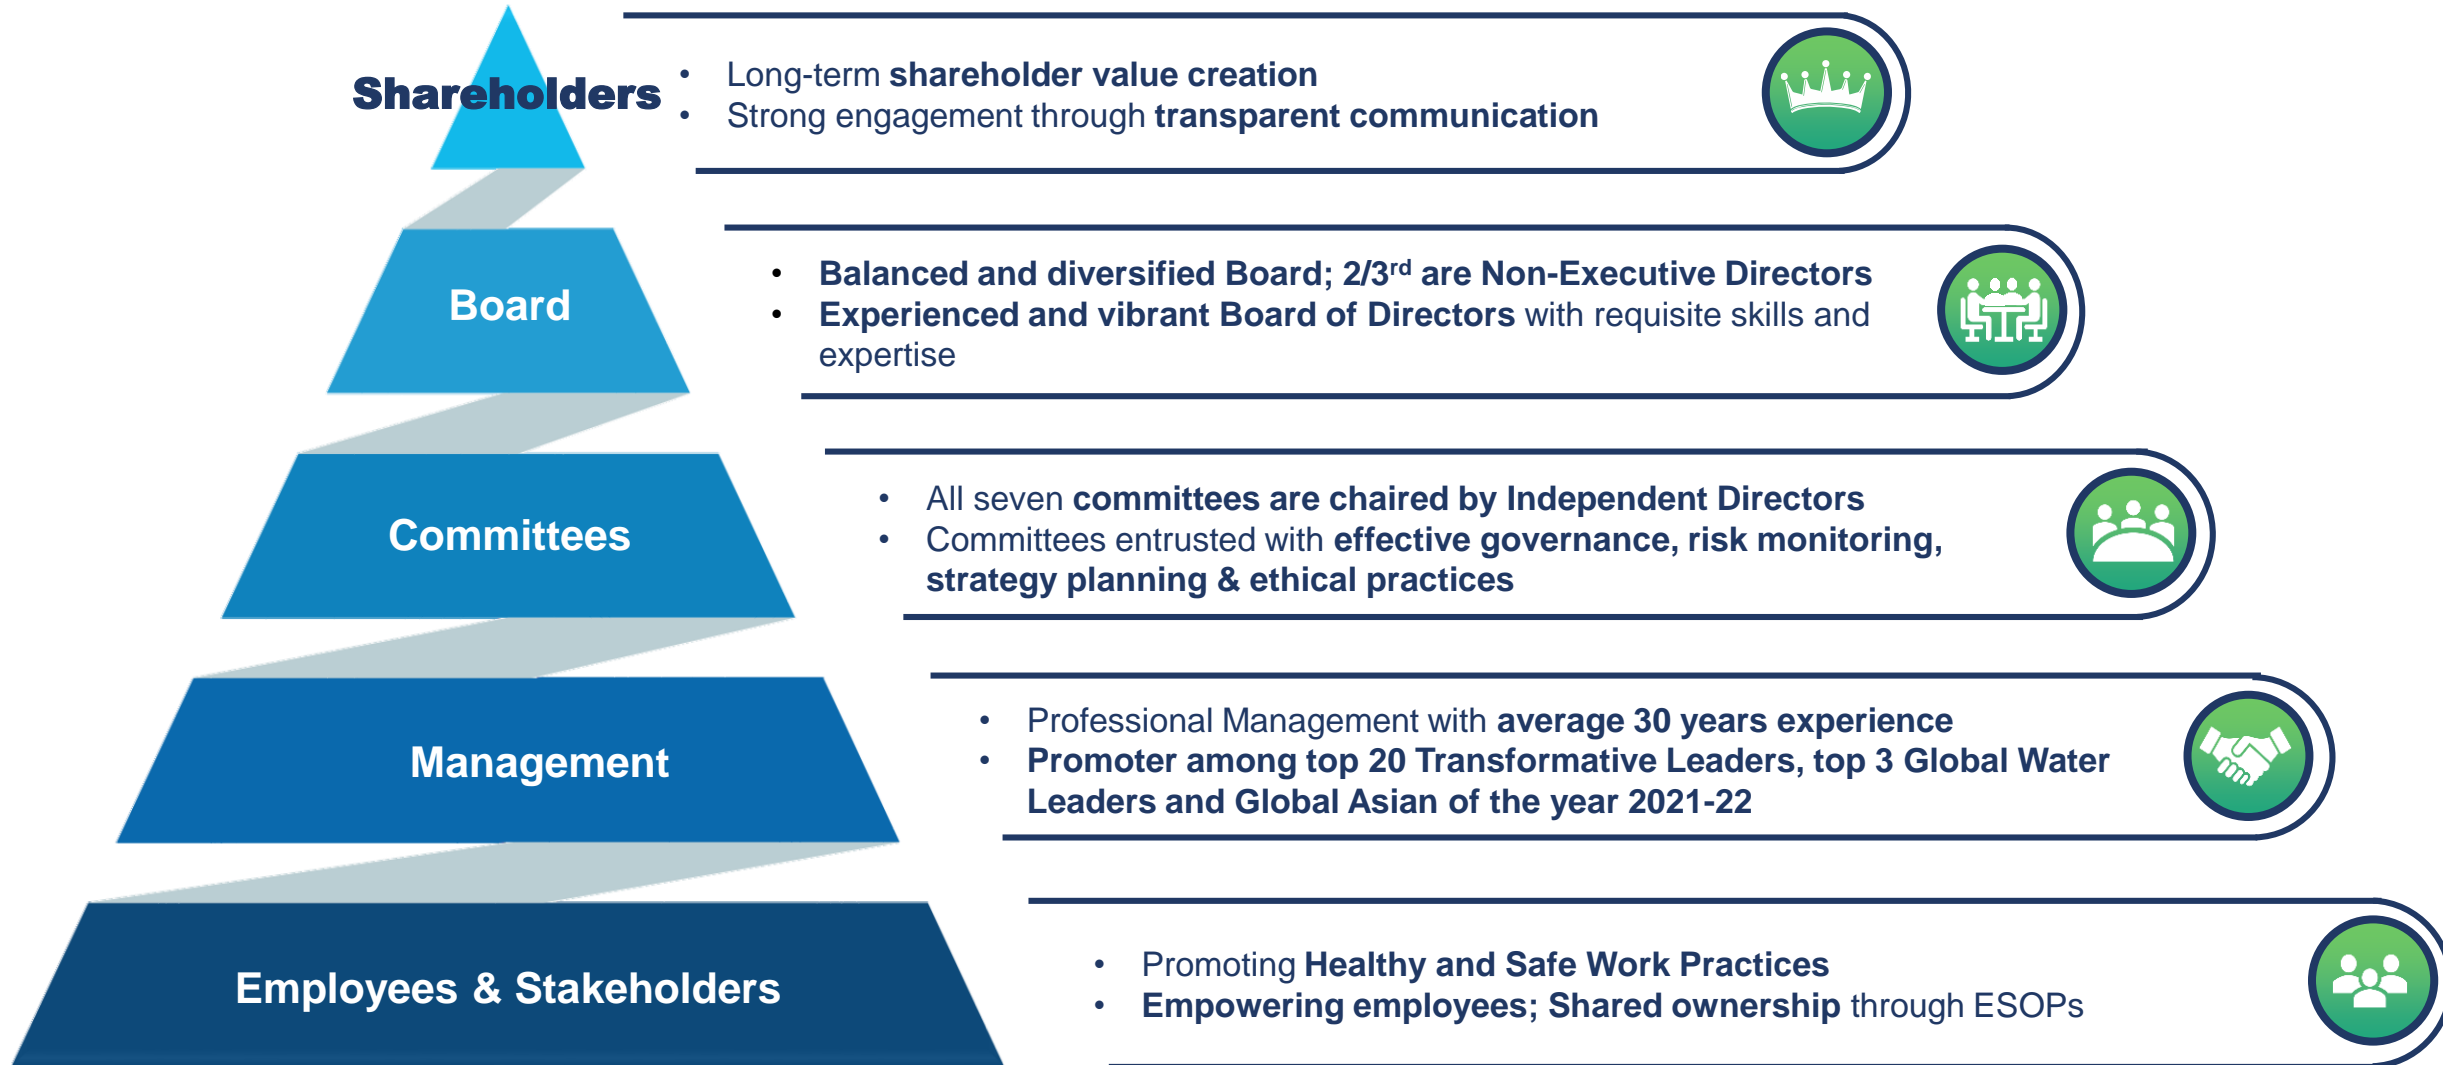 Shareholders
• Long-term shareholder value creation
• Strong engagement through transparent communication
Board
• Balanced and diversified Board; 2/3rd are Non-Executive Directors
• Experienced and vibrant Board of Directors with requisite skills and
expertise
Committees
• All seven committees are chaired by Independent Directors
• Committees entrusted with effective governance, risk monitoring,
strategy planning & ethical practices
Management
• Professional Management with average 30 years experience
• Promoter among top 20 Transformative Leaders, top 3 Global Water
Leaders and Global Asian of the year 2021-22
Employees & Stakeholders
• Promoting Healthy and Safe Work Practices
• Empowering employees; Shared ownership through ESOPs